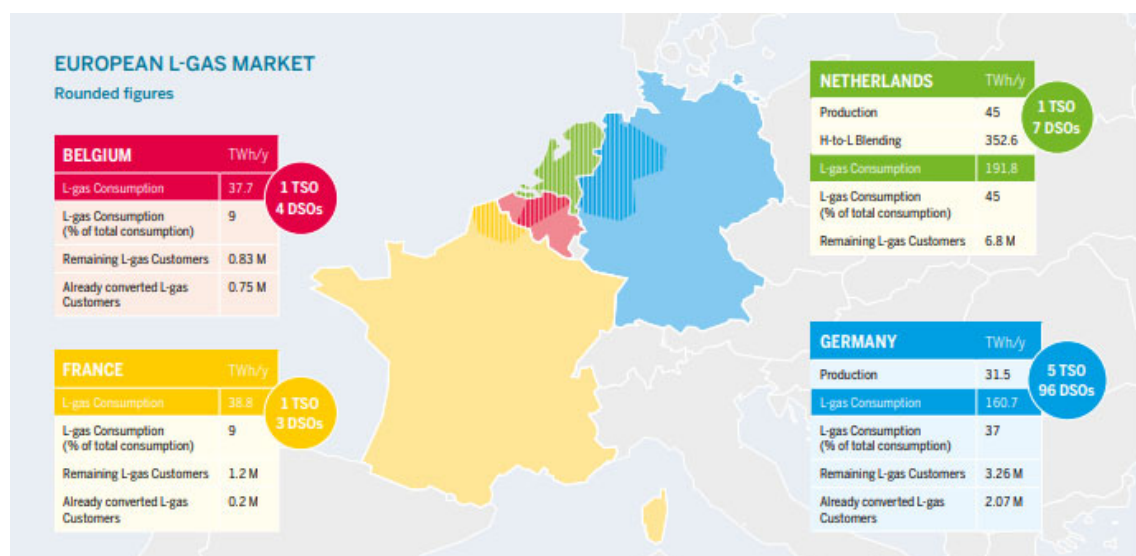 EUROPEAN L-GAS MARKET
Rounded figures
BELGIUM TWh/y
L-gas Consumption 37.7
L-gas Consumption 9
(% of total consumption)
Remaining L-gas Customers 0.83 M
Already converted L-gas 0.75 M
Customers
1 TSO
4 DSOs
FRANCE TWh/y
L-gas Consumption 38.8
L-gas Consumption 9
(% of total consumption)
Remaining L-gas Customers 1.2 M
Already converted L-gas 0.2 M
Customers
1 TSO
3 DSOs
NETHERLANDS TWh/y
Production 45
H-to-L Blending 352.6
L-gas Consumption 191.8
L-gas Consumption 45
(% of total consumption)
Remaining L-gas Customers 6.8 M
1 TSO
7 DSOs
GERMANY TWh/y
Production 31.5
L-gas Consumption 160.7
L-gas Consumption 37
(% of total consumption)
Remaining L-gas Customers 3.26 M
Already converted L-gas 2.07 M
Customers
5 TSO
96 DSOs